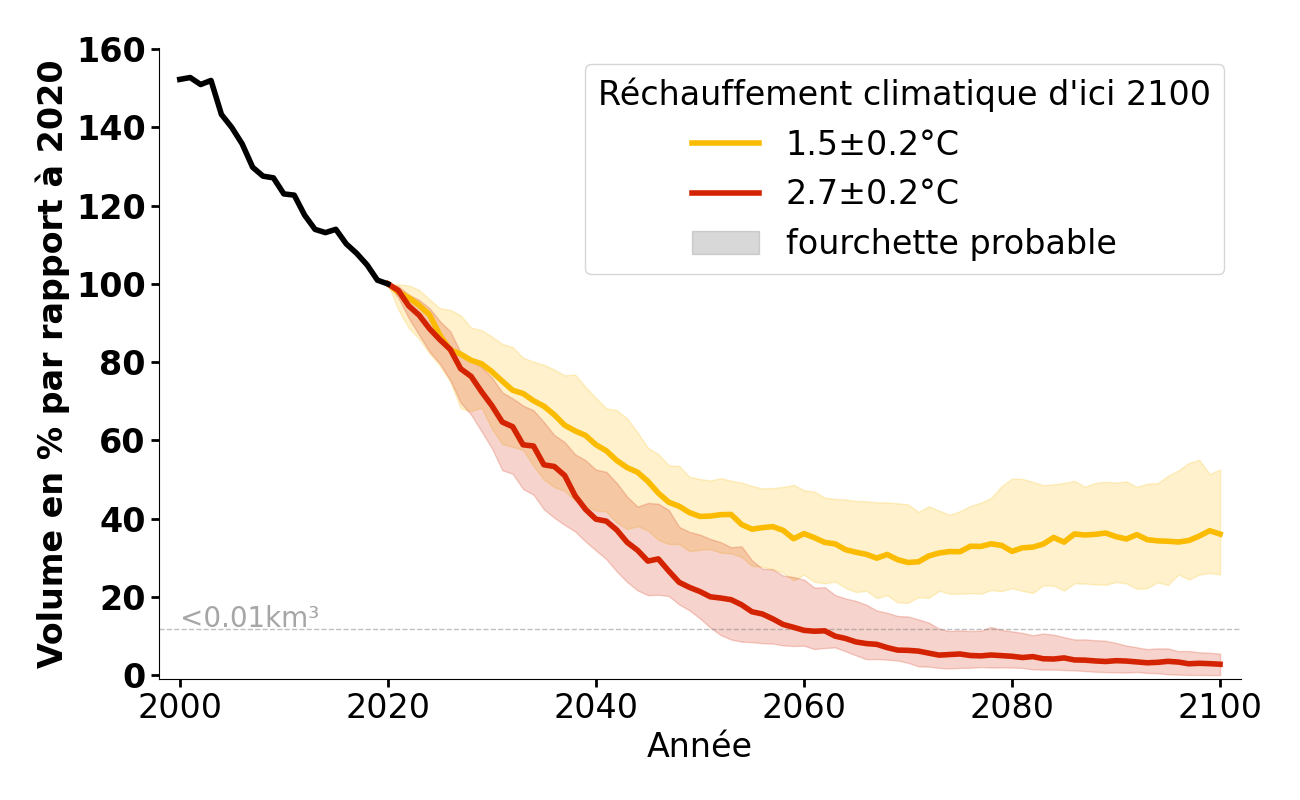 Volume en % par rapport à 2020
160
140
120
100
80
60
40
20
0
Réchauffement climatique d'ici 2100
1.5±0.2°C
2.7±0.2°C
fourchette probable
<0.01km³
2000
2020
2040
2060
2080
2100
Année